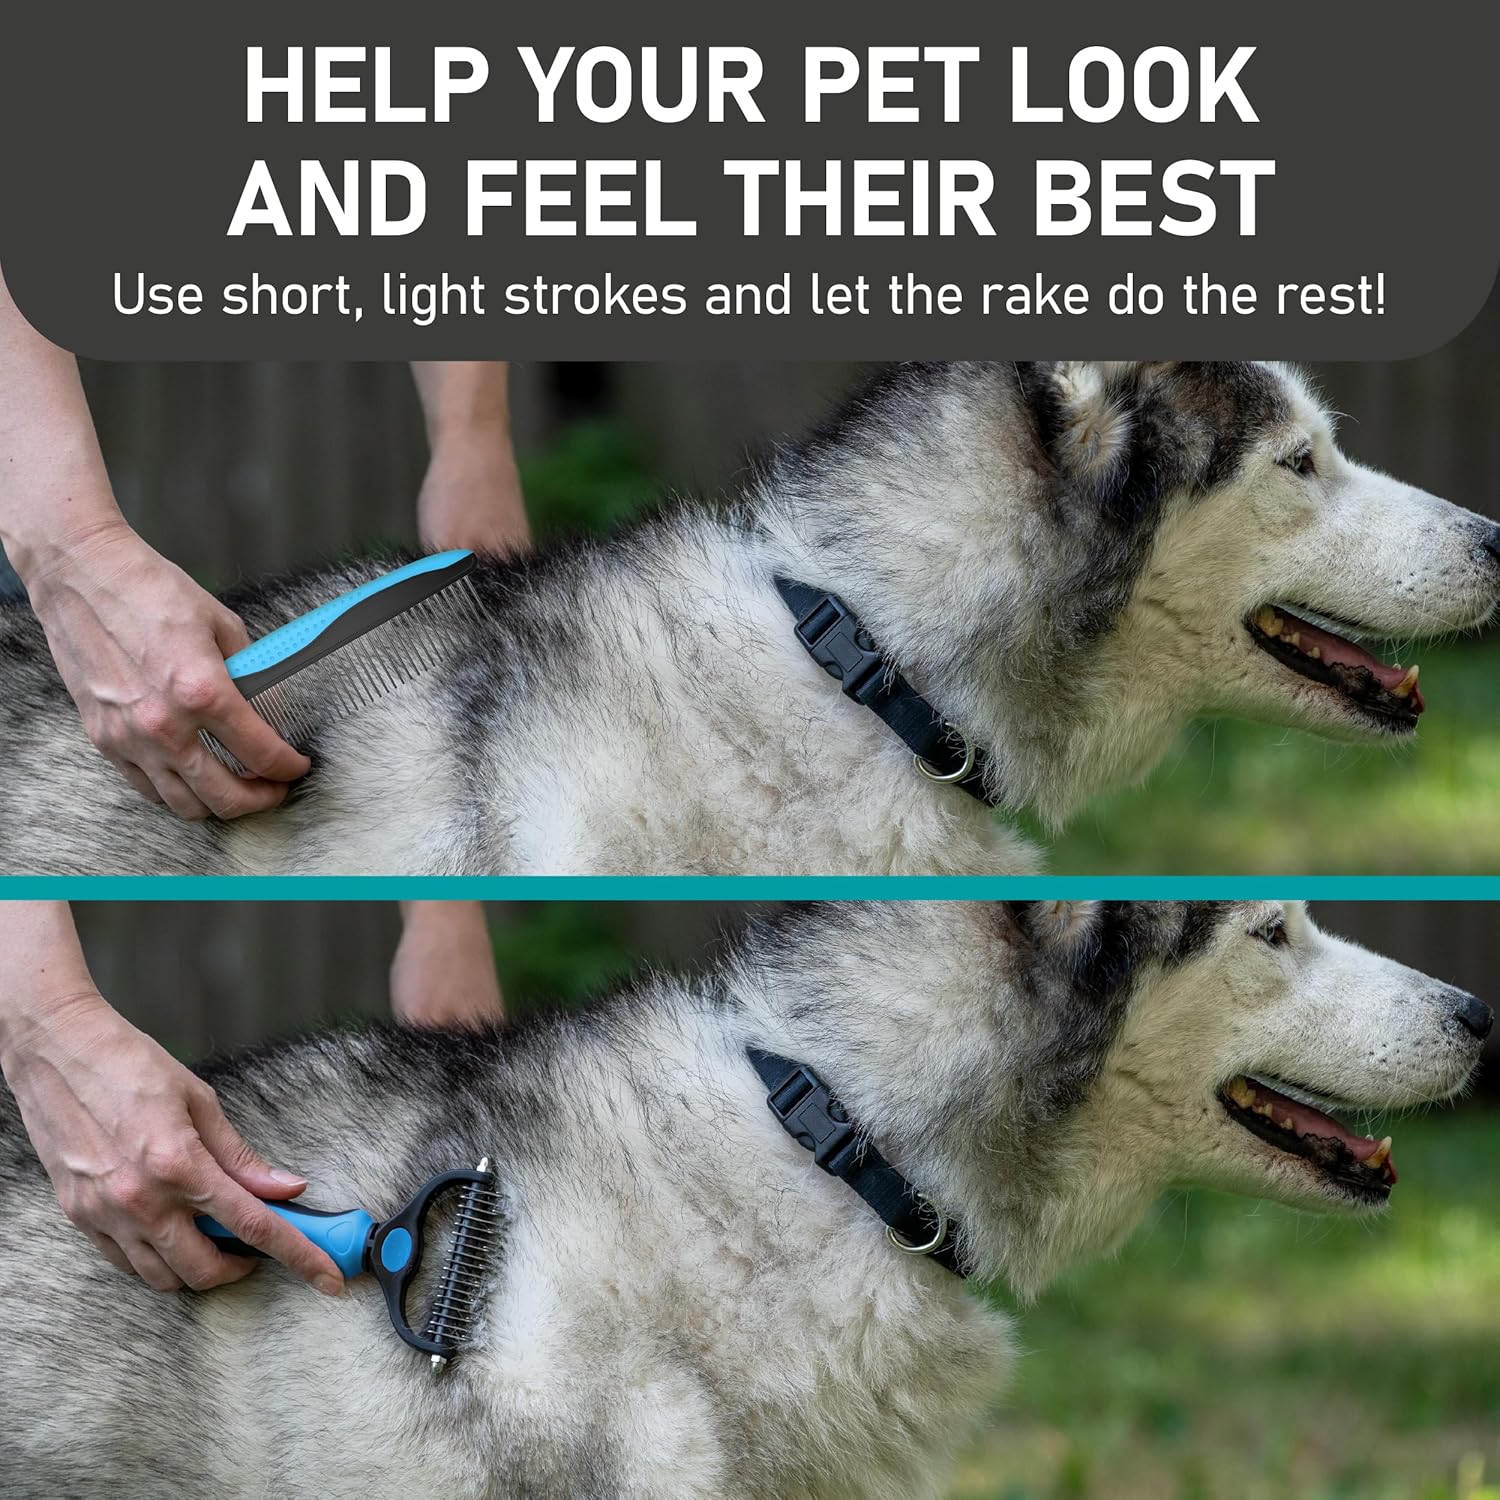 HELP YOUR PET LOOK
AND FEEL THEIR BEST
Use short, light strokes and let the rake do the rest!